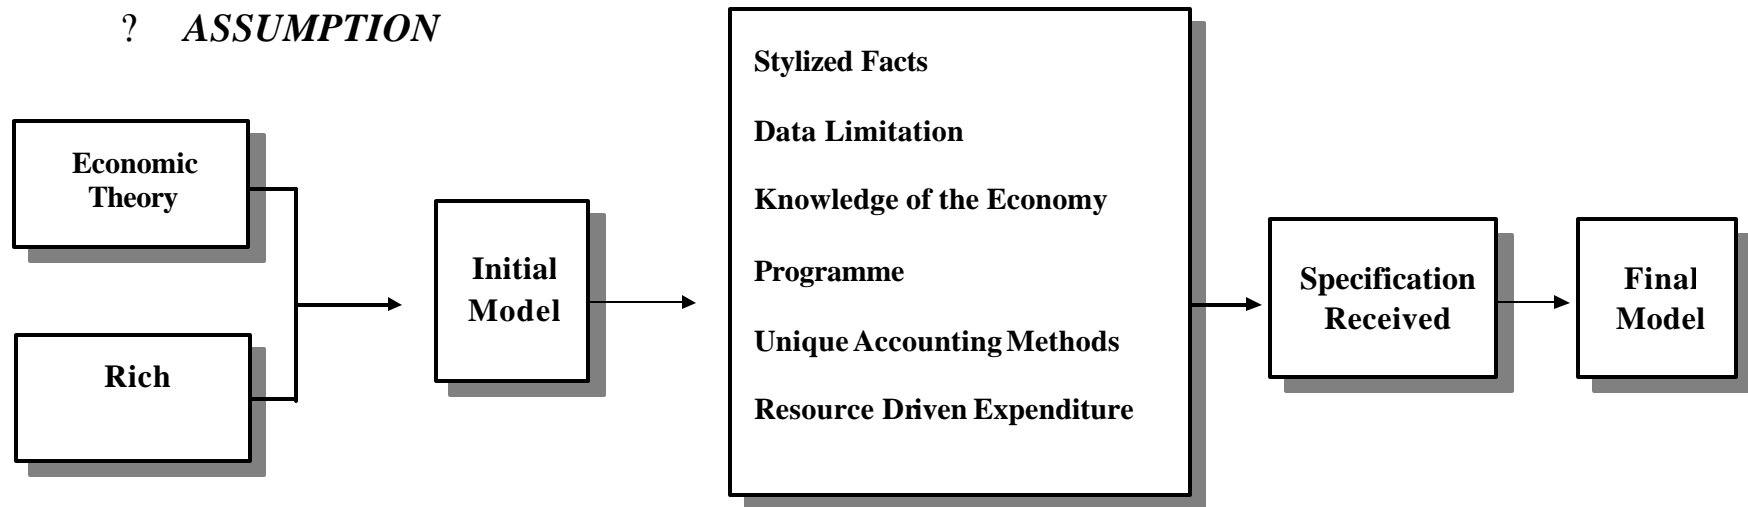 ? ASSUMPTION
Economic
Theory
Rich
Initial
Model
Stylized Facts
Data Limitation
Knowledge of the Economy
Programme
Unique Accounting Methods
Resource Driven Expenditure
Specification
Received
Final
Model